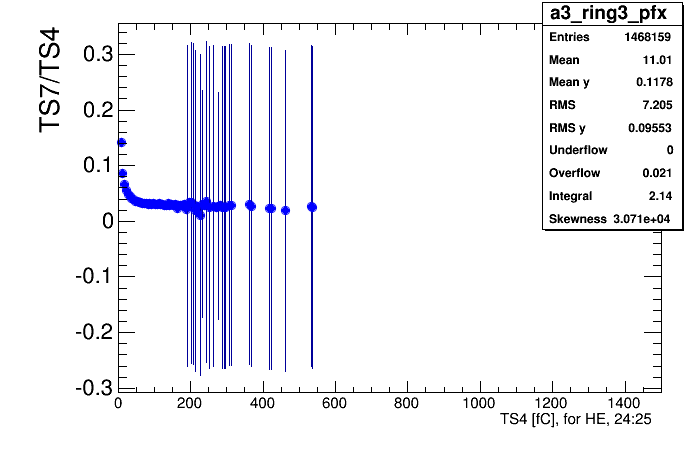 a3_ring3_pfx
Entries 1468159
Mean 11.01
Mean y 0.1178
RMS 7.205
RMS y 0.09553
Underflow 0
Overflow 0.021
Integral 2.14
Skewness 3.071e+04
TS7/TS4
0.3
0.2
0.1
0
-0.1
-0.2
-0.3
0 200 400 600 800 1000 1200 1400
TS4 [fC], for HE, 24:25